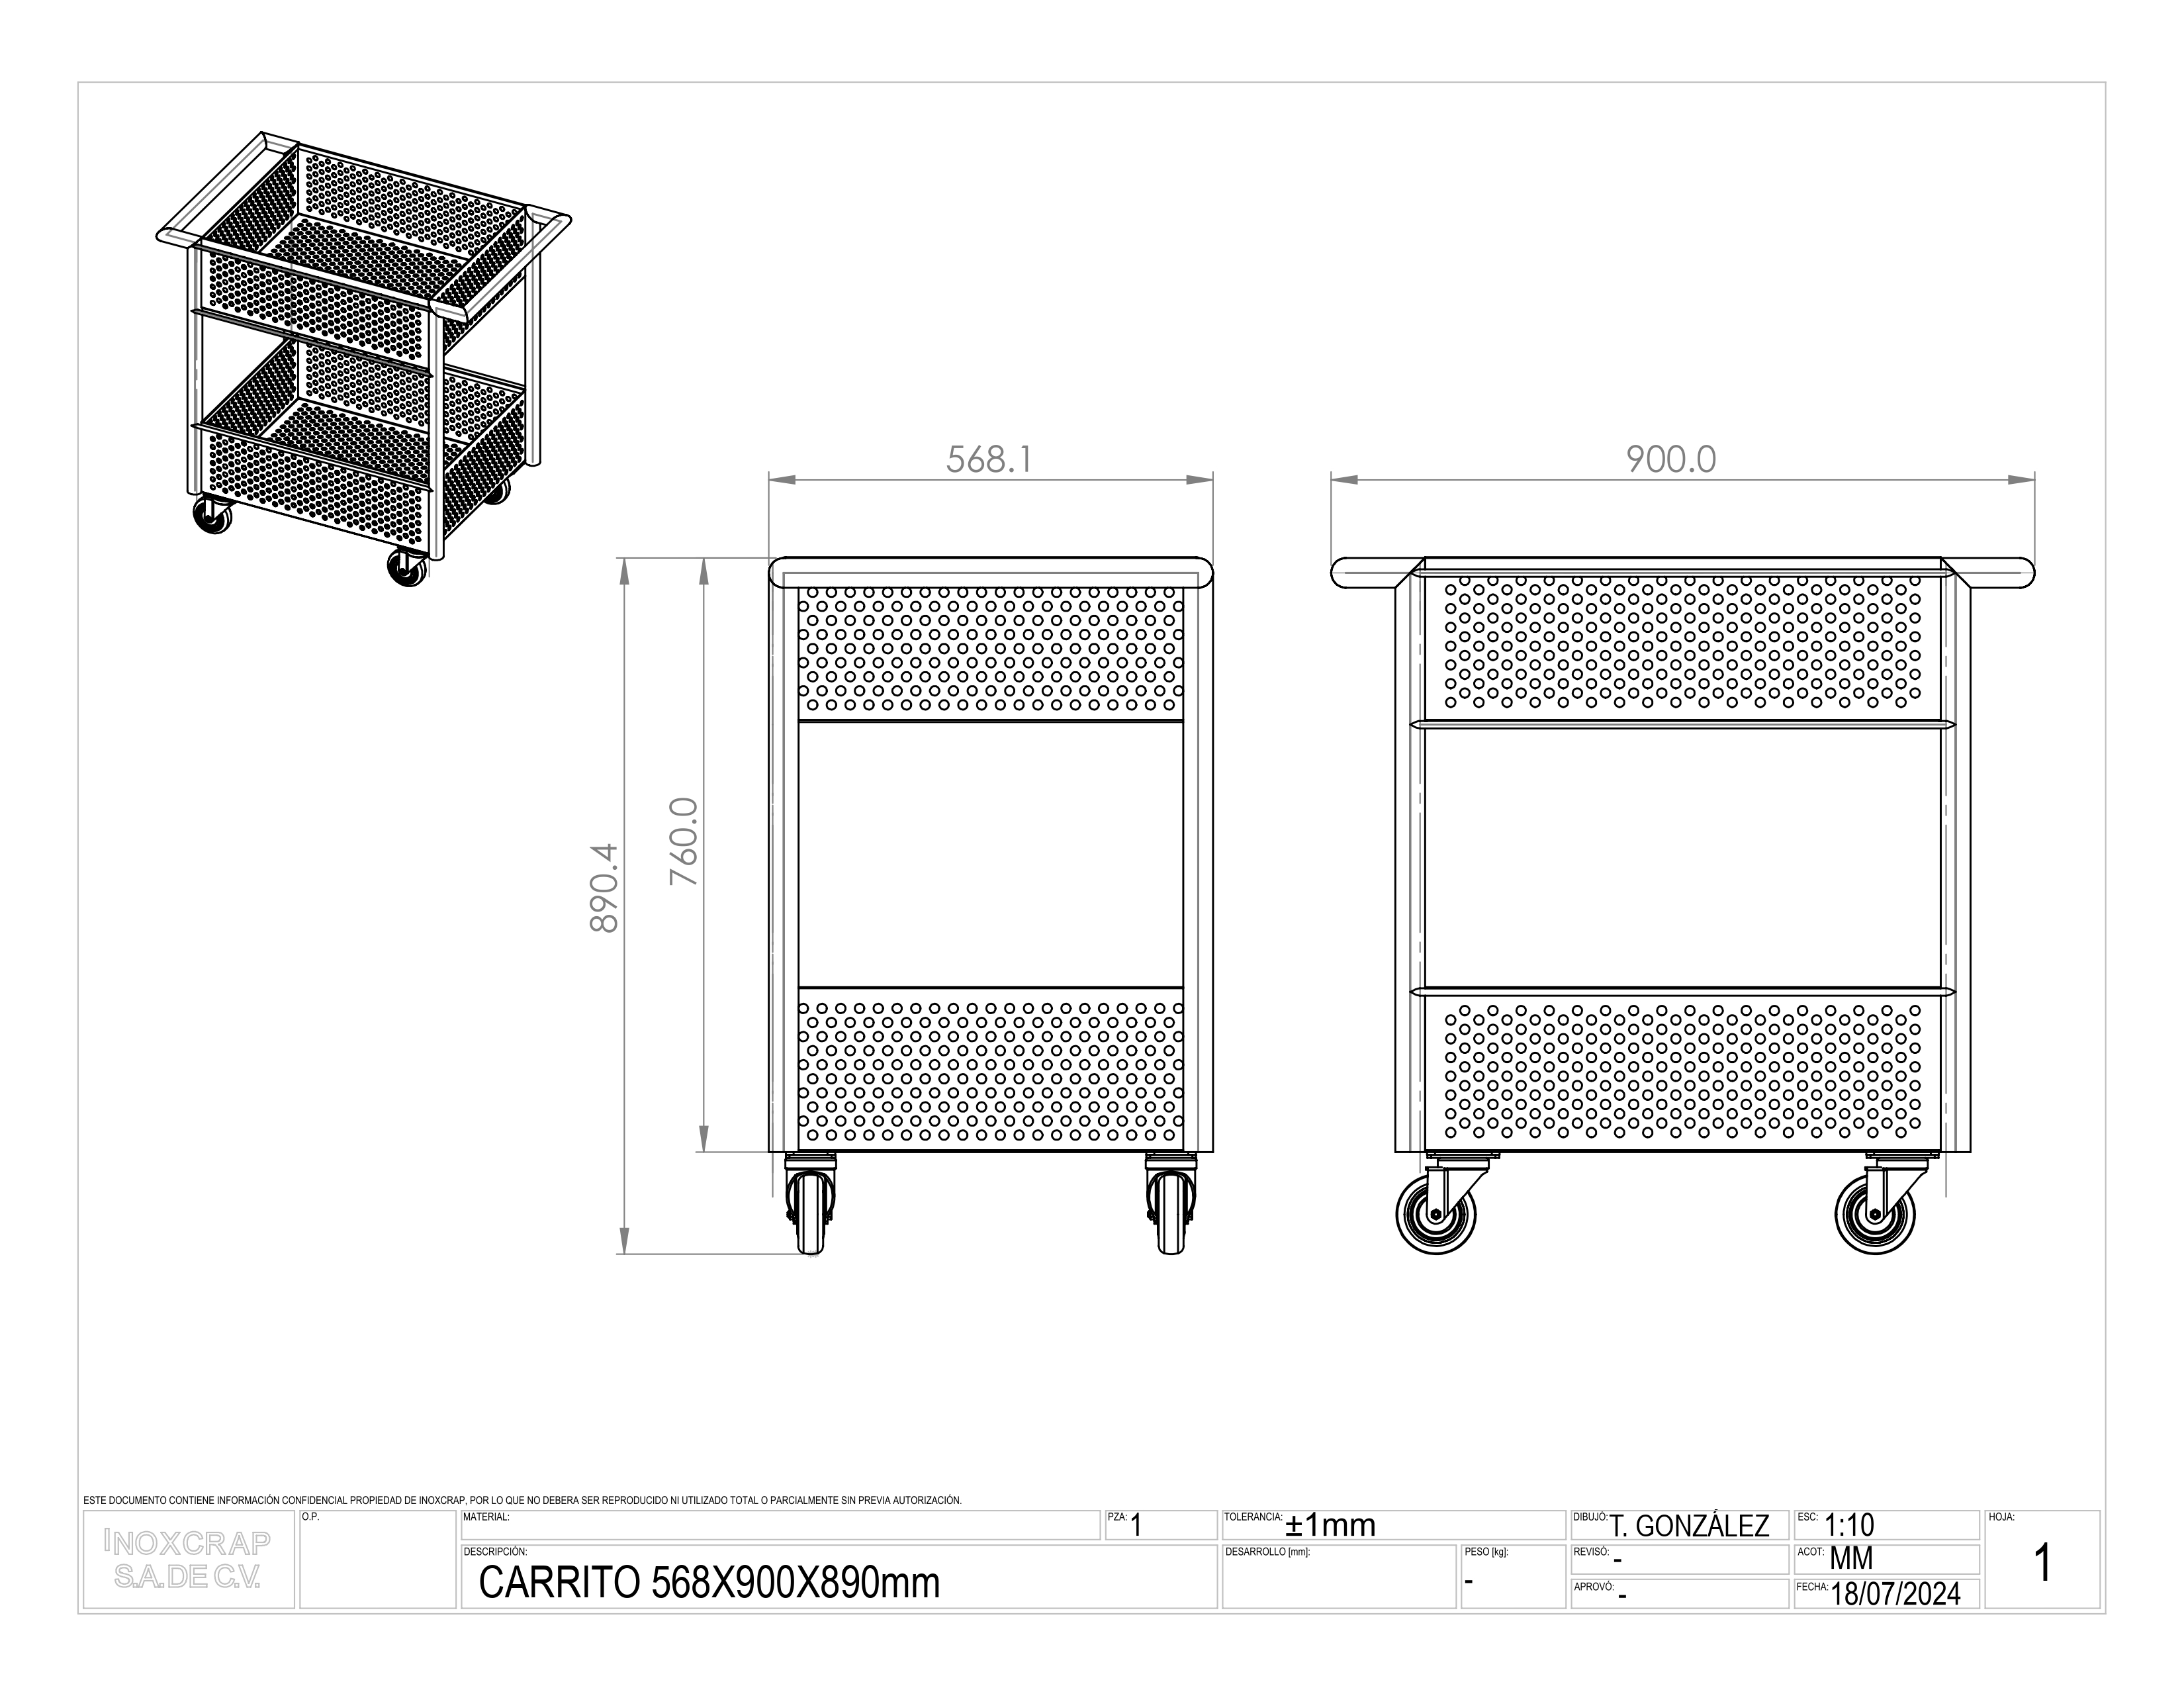 568.1
900.0
890.4
760.0
ESTE DOCUMENTO CONTIENE INFORMACIÓN CONFIDENCIAL PROPIEDAD DE INOXCRAP, POR LO QUE NO DEBERA SER REPRODUCIDO NI UTILIZADO TOTAL O PARCIALMENTE SIN PREVIA AUTORIZACIÓN.
INOXCRAP
S.A.DE C.V.
O.P.
MATERIAL:
PZA: 1
TOLERANCIA: ±1mm
DIBUJÓ: T. GONZÁLEZ
ESC: 1:10
HOJA:
1
DESCRIPCIÓN:
CARRITO 568X900X890mm
DESARROLLO [mm]:
PESO [kg]:
-
REVISÓ: -
ACOT: MM
APROVÓ: -
FECHA: 18/07/2024